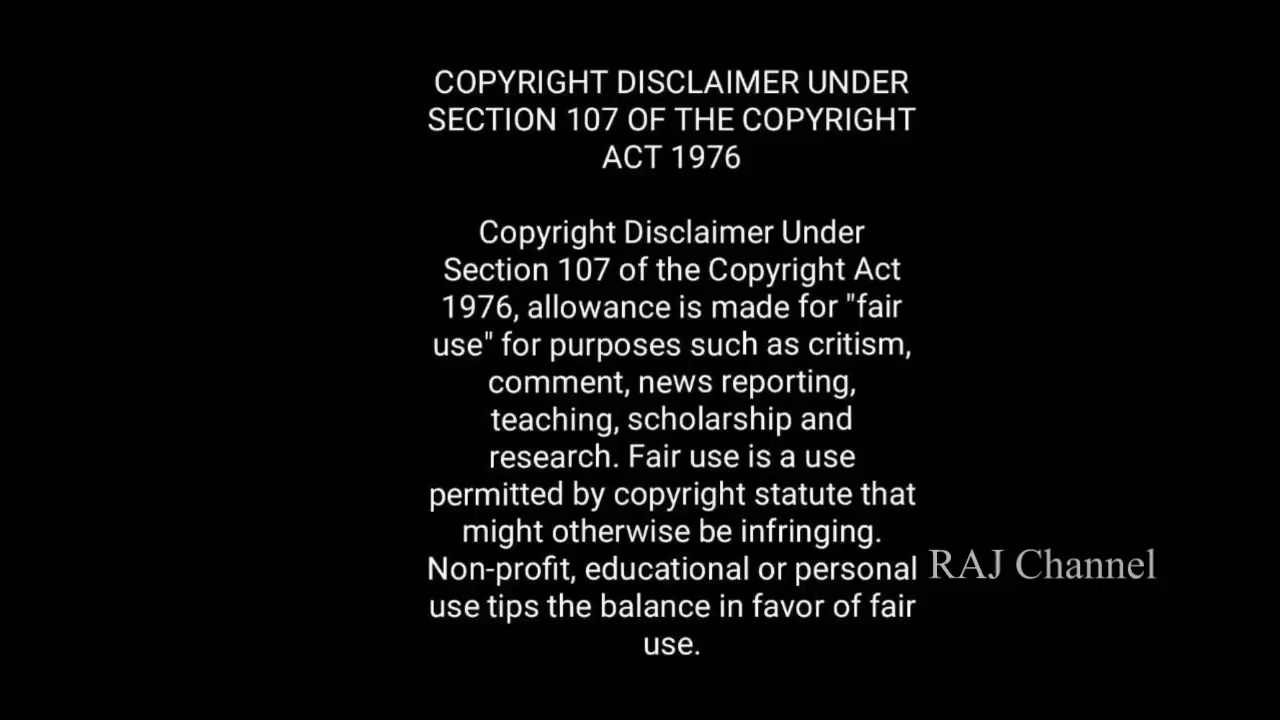 COPYRIGHT DISCLAIMER UNDER
SECTION 107 OF THE COPYRIGHT
ACT 1976
Copyright Disclaimer Under
Section 107 of the Copyright Act
1976, allowance is made for "fair
use" for purposes such as critism,
comment, news reporting,
teaching, scholarship and
research. Fair use is a use
permitted by copyright statute that
might otherwise be infringing.
Non-profit, educational or personal
use tips the balance in favor of fair
use.
RAJ Channel